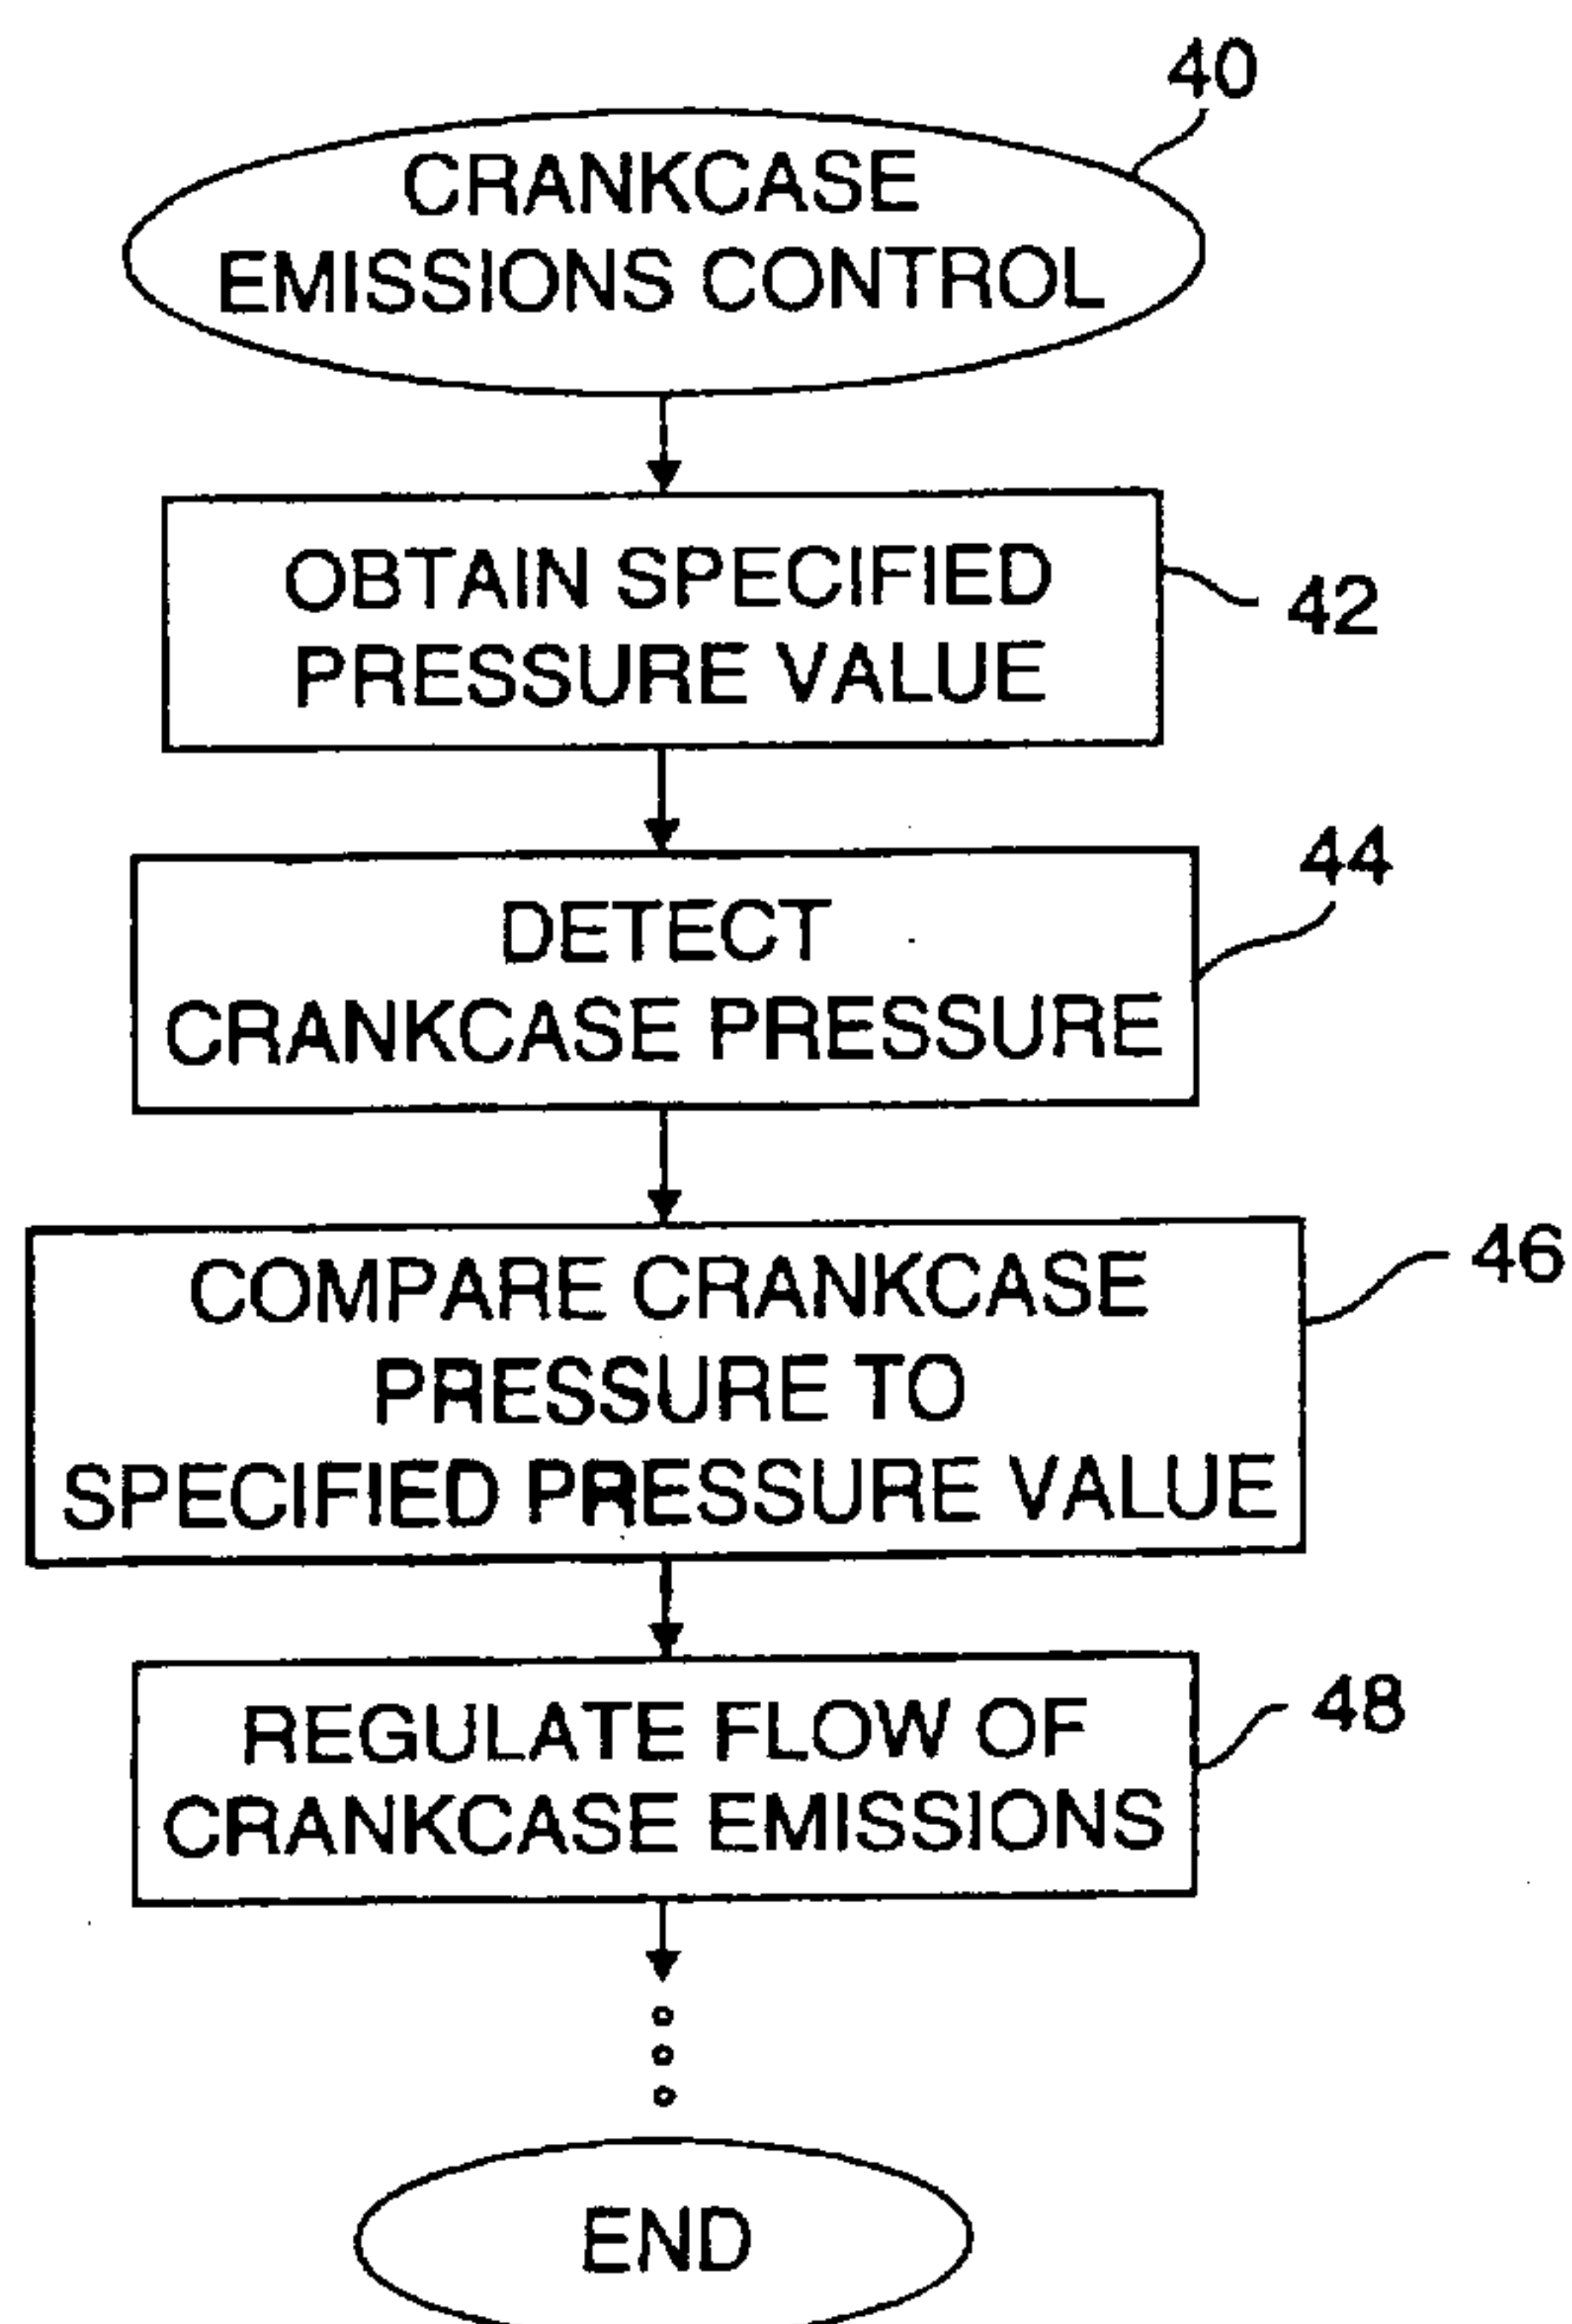 40
CRANKCASE
EMISSIONS CONTROL
OBTAIN SPECIFIED
PRESSURE VALUE
42
DETECT
CRANKCASE PRESSURE
44
COMPARE CRANKCASE
PRESSURE TO
SPECIFIED PRESSURE VALUE
46
REGULATE FLOW OF
CRANKCASE EMISSIONS
48
END